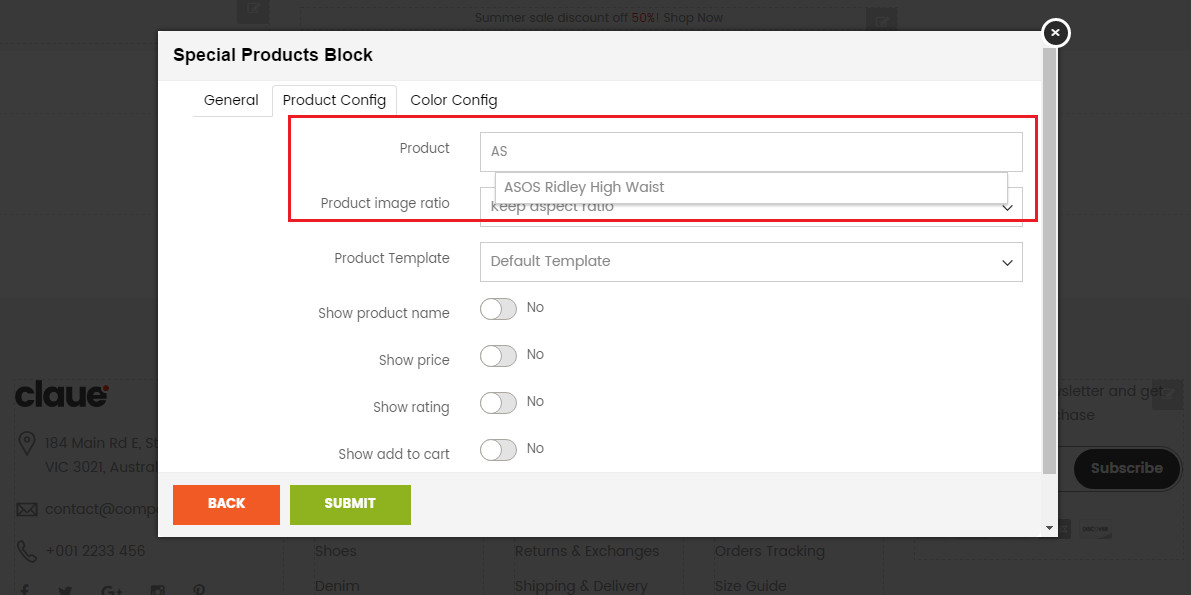 Summer sale discount off 50%! Shop Now
Special Products Block
General
Product Config
Color Config
Product
AS
ASOS Ridley High Waist
Product image ratio
keep aspect ratio
Product Template
Default Template
Show product name
No
Show price
No
Show rating
No
Show add to cart
No
BACK
SUBMIT
claue
184 Main Rd E, St
VIC 3021, Austral
contact@comp
+001 2233 456
Shoes
Denim
Returns & Exchanges
Shipping & Delivery
Orders Tracking
Size Guide
wsletter and get
chase
Subscribe